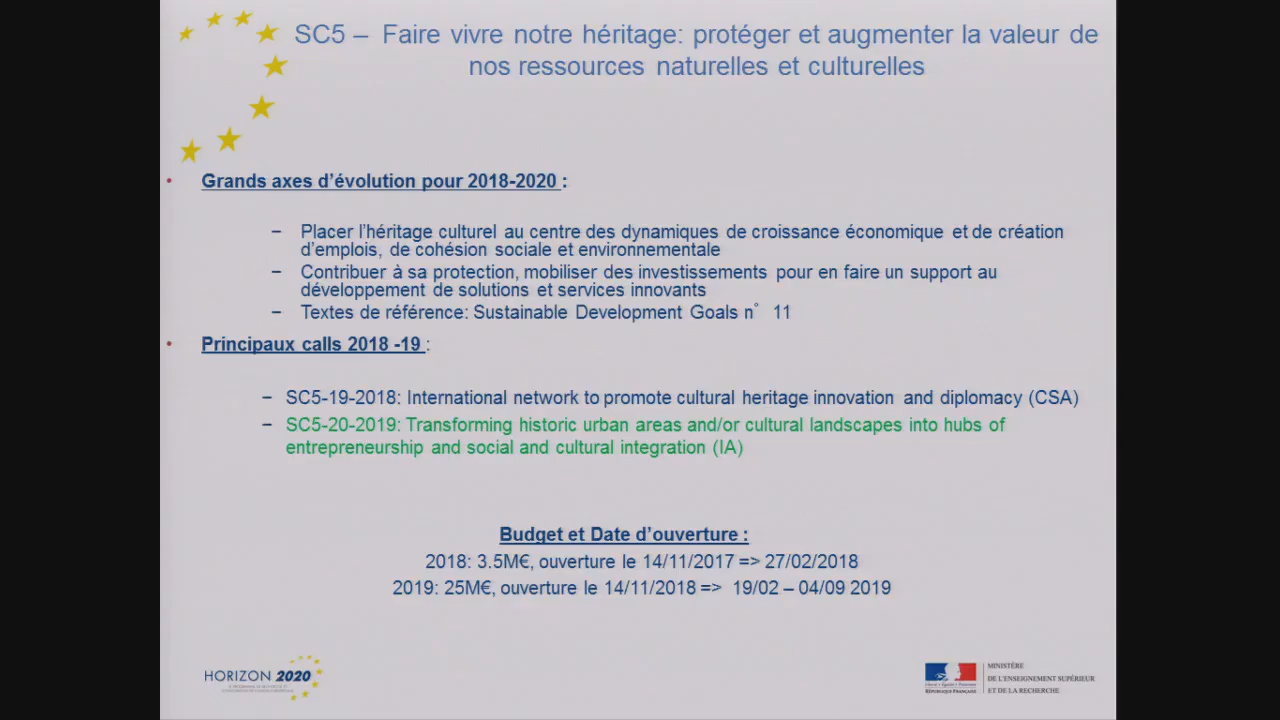 SC5 – Faire vivre notre héritage: protéger et augmenter la valeur de
nos ressources naturelles et culturelles
• Grands axes d’évolution pour 2018-2020 :
– Placer l’héritage culturel au centre des dynamiques de croissance économique et de création
d’emplois, de cohésion sociale et environnementale
– Contribuer à sa protection, mobiliser des investissements pour en faire un support au
développement de solutions et services innovants
– Textes de référence: Sustainable Development Goals n° 11
• Principaux calls 2018 -19 :
– SC5-19-2018: International network to promote cultural heritage innovation and diplomacy (CSA)
– SC5-20-2019: Transforming historic urban areas and/or cultural landscapes into hubs of
entrepreneurship and social and cultural integration (IA)
Budget et Date d’ouverture :
2018: 3.5M€, ouverture le 14/11/2017 => 27/02/2018
2019: 25M€, ouverture le 14/11/2018 => 19/02 – 04/09 2019
HORIZON 2020
RÉPUBLIQUE FRANÇAISE
MINISTÈRE
DE L'ENSEIGNEMENT SUPÉRIEUR
ET DE LA RECHERCHE